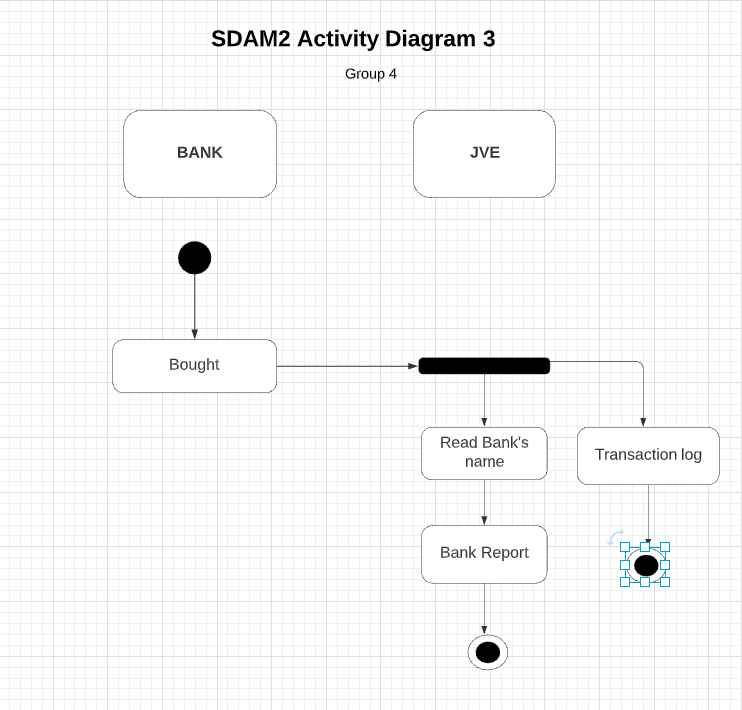 SDAM2 Activity Diagram 3
Group 4
BANK
JVE
Bought
Read Bank's
name
Transaction log
Bank Report